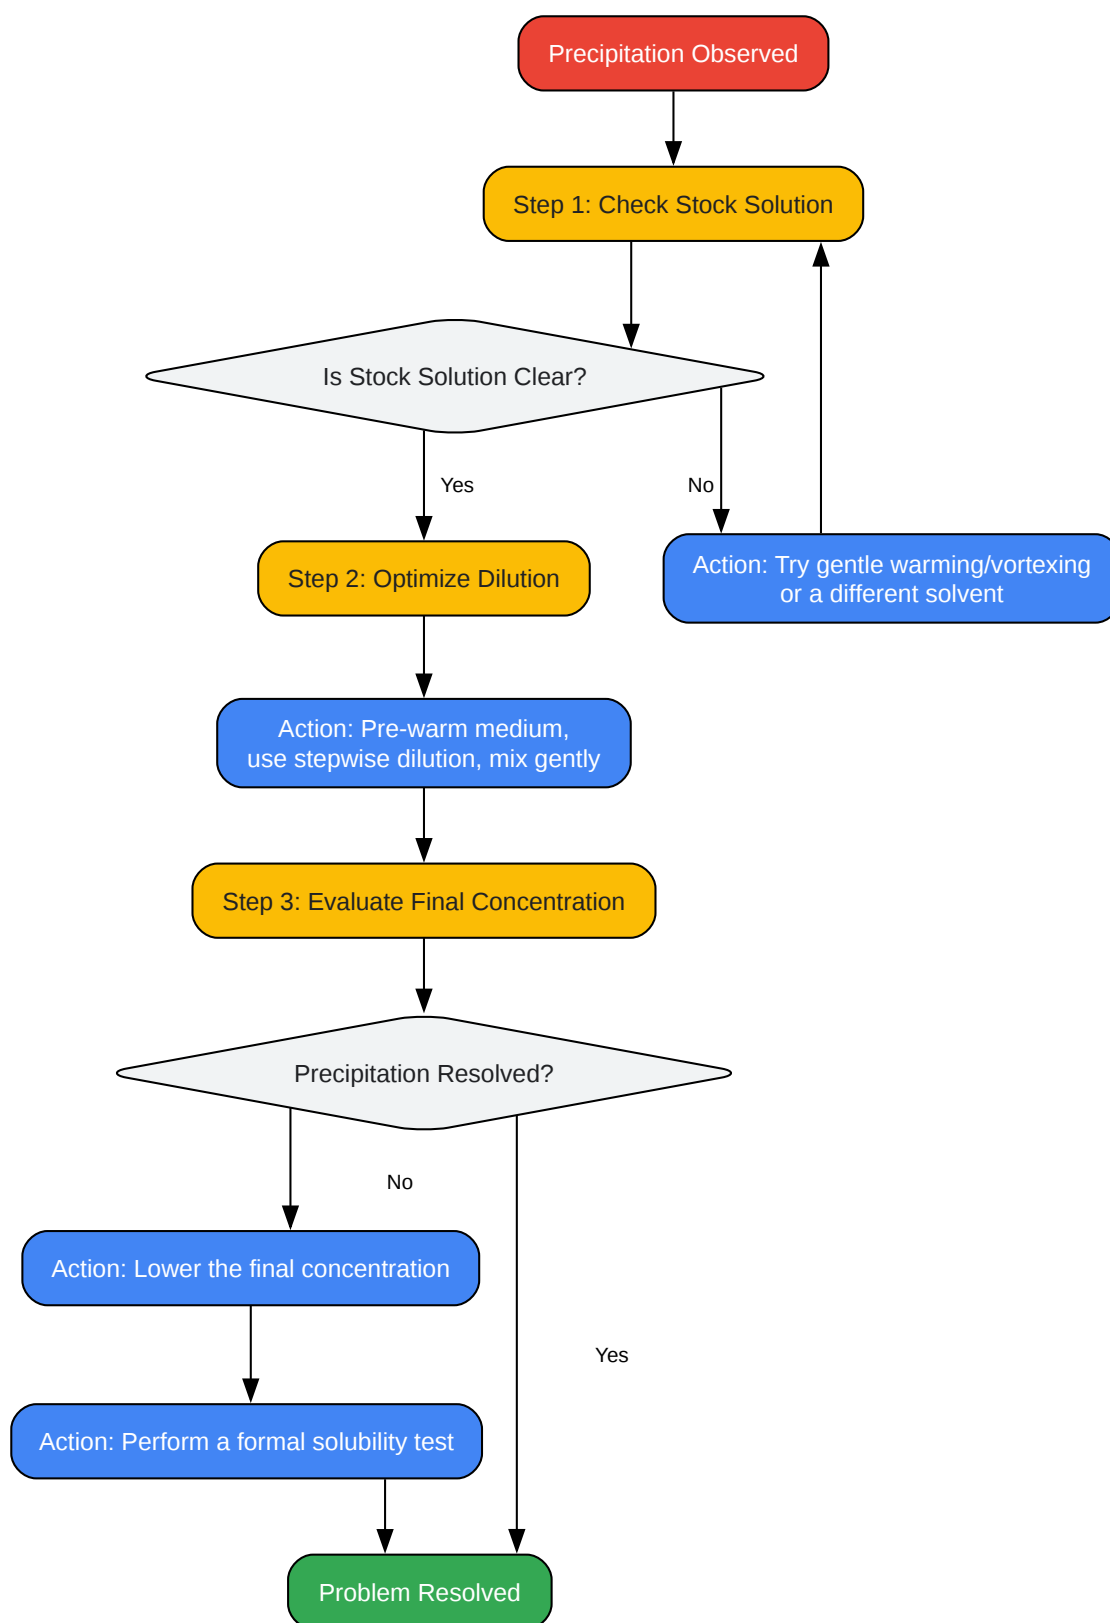 Precipitation Observed
Step 1: Check Stock Solution
Is Stock Solution Clear?
Yes
No
Step 2: Optimize Dilution
Action: Try gentle warming/vortexing
or a different solvent
Action: Pre-warm medium,
use stepwise dilution, mix gently
Step 3: Evaluate Final Concentration
Precipitation Resolved?
No
Action: Lower the final concentration
Yes
Action: Perform a formal solubility test
Problem Resolved